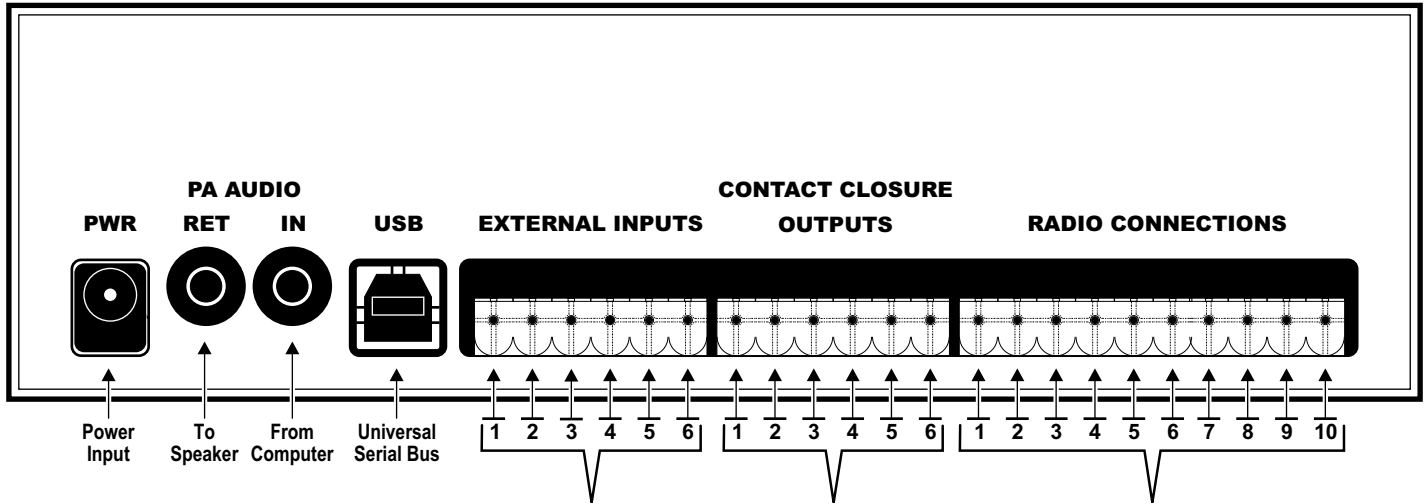 PA AUDIO
CONTACT CLOSURE
PWR RET IN USB EXTERNAL INPUTS OUTPUTS RADIO CONNECTIONS
1 2 3 4 5 6 1 2 3 4 5 6 1 2 3 4 5 6 7 8 9 10
Power Input
To Speaker
From Computer
Universal Serial Bus